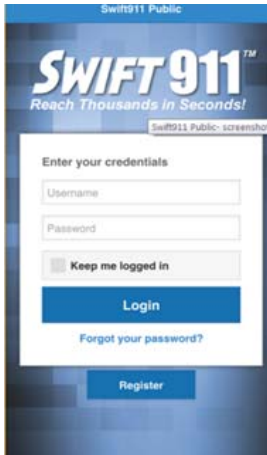 Swift911 Public
SWIFT 911™
Reach Thousands in Seconds!
Swift911 Public- screensho
Enter your credentials
Username
Password
Keep me logged in
Login
Forgot your password?
Register